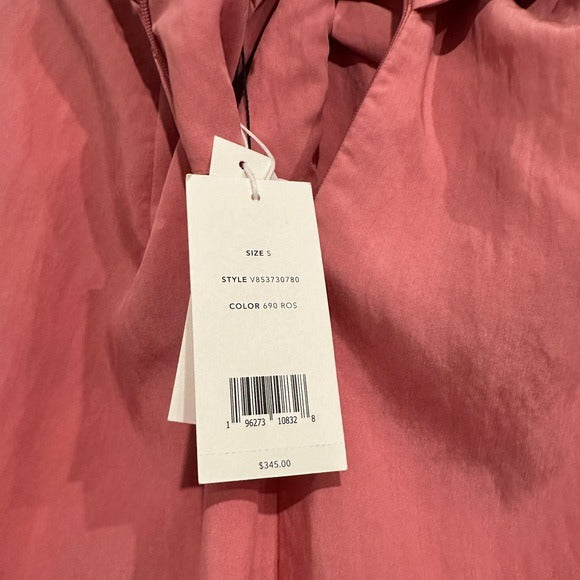 SIZE S
STYLE V853730780
COLOR 690 ROS
1 96273 10832 8
$345.00